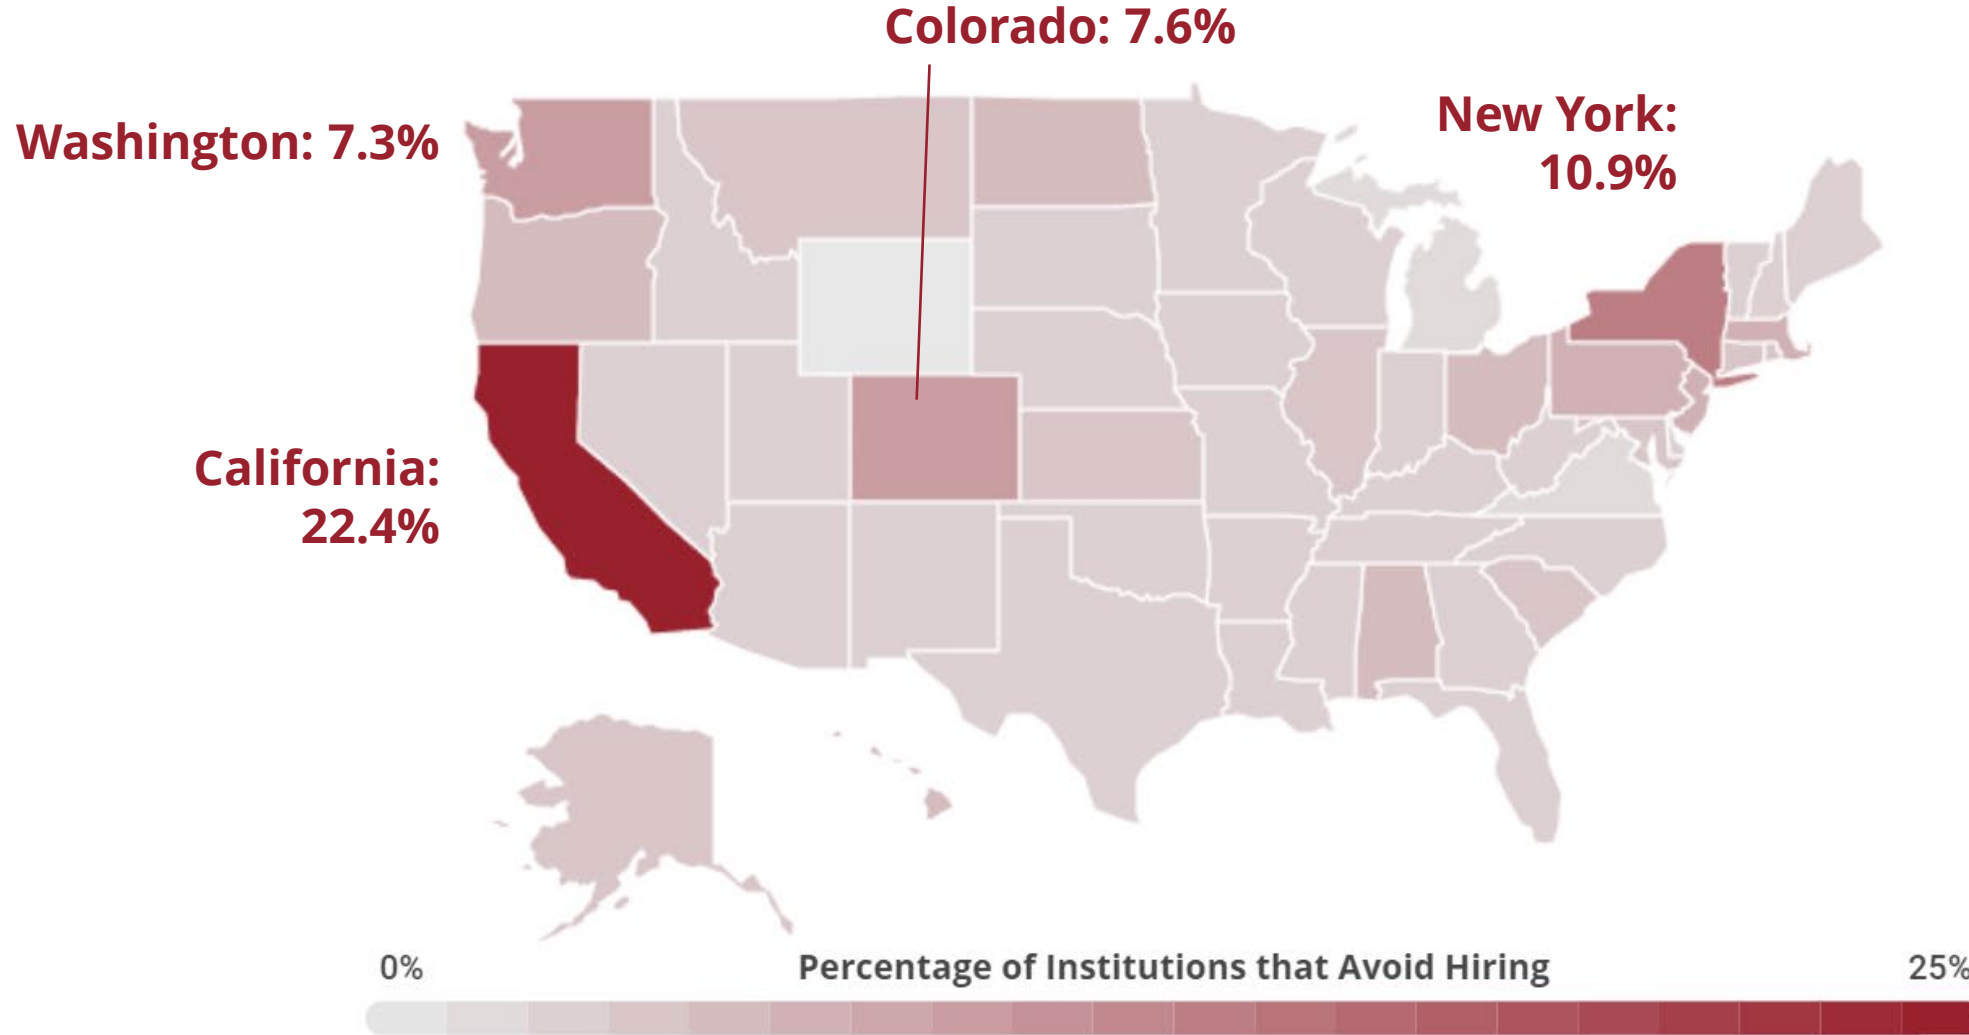 Colorado: 7.6%
Washington: 7.3%
New York:
10.9%
California:
22.4%
0%
Percentage of Institutions that Avoid Hiring
25%